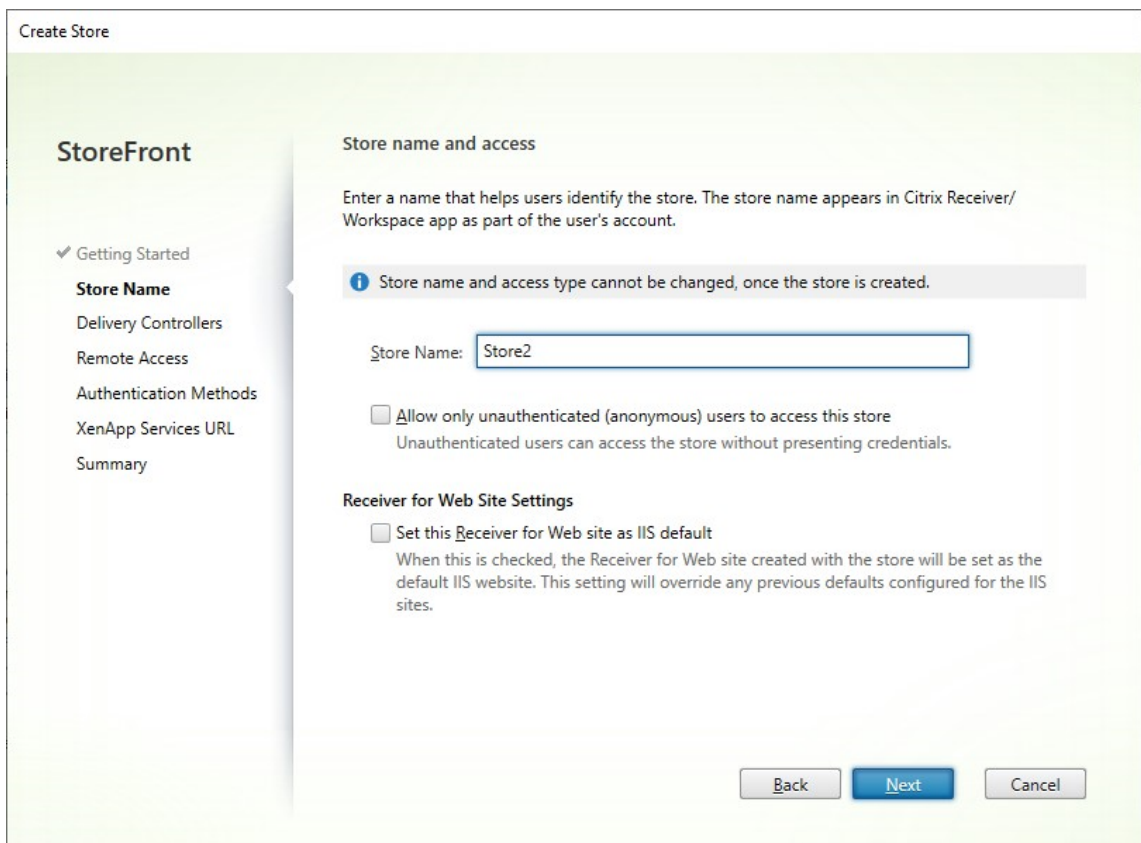 Create Store
StoreFront
✔ Getting Started
Store Name
Delivery Controllers
Remote Access
Authentication Methods
XenApp Services URL
Summary
Store name and access
Enter a name that helps users identify the store. The store name appears in Citrix Receiver/
Workspace app as part of the user's account.
Store name and access type cannot be changed, once the store is created.
Store Name: Store2
Allow only unauthenticated (anonymous) users to access this store
Unauthenticated users can access the store without presenting credentials.
Receiver for Web Site Settings
Set this Receiver for Web site as IIS default
When this is checked, the Receiver for Web site created with the store will be set as the
default IIS website. This setting will override any previous defaults configured for the IIS
sites.
Back Next Cancel